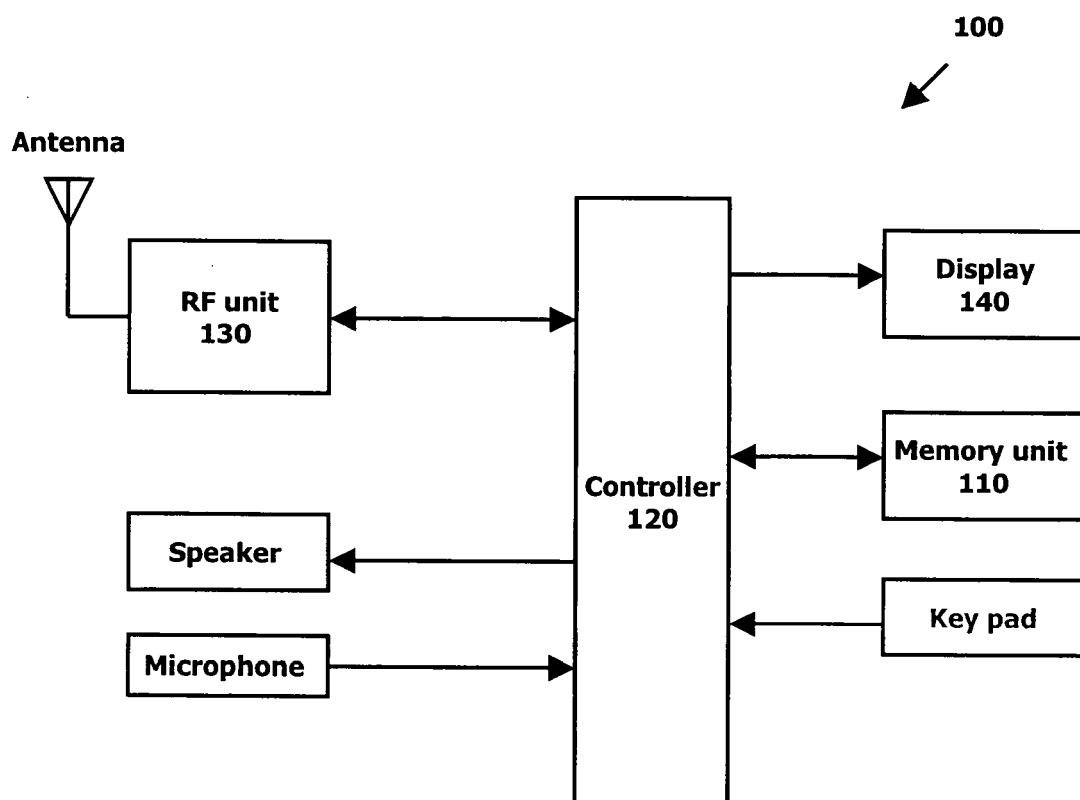 100
Antenna
RF unit
130
Display
140
Controller
120
Memory unit
110
Speaker
Key pad
Microphone